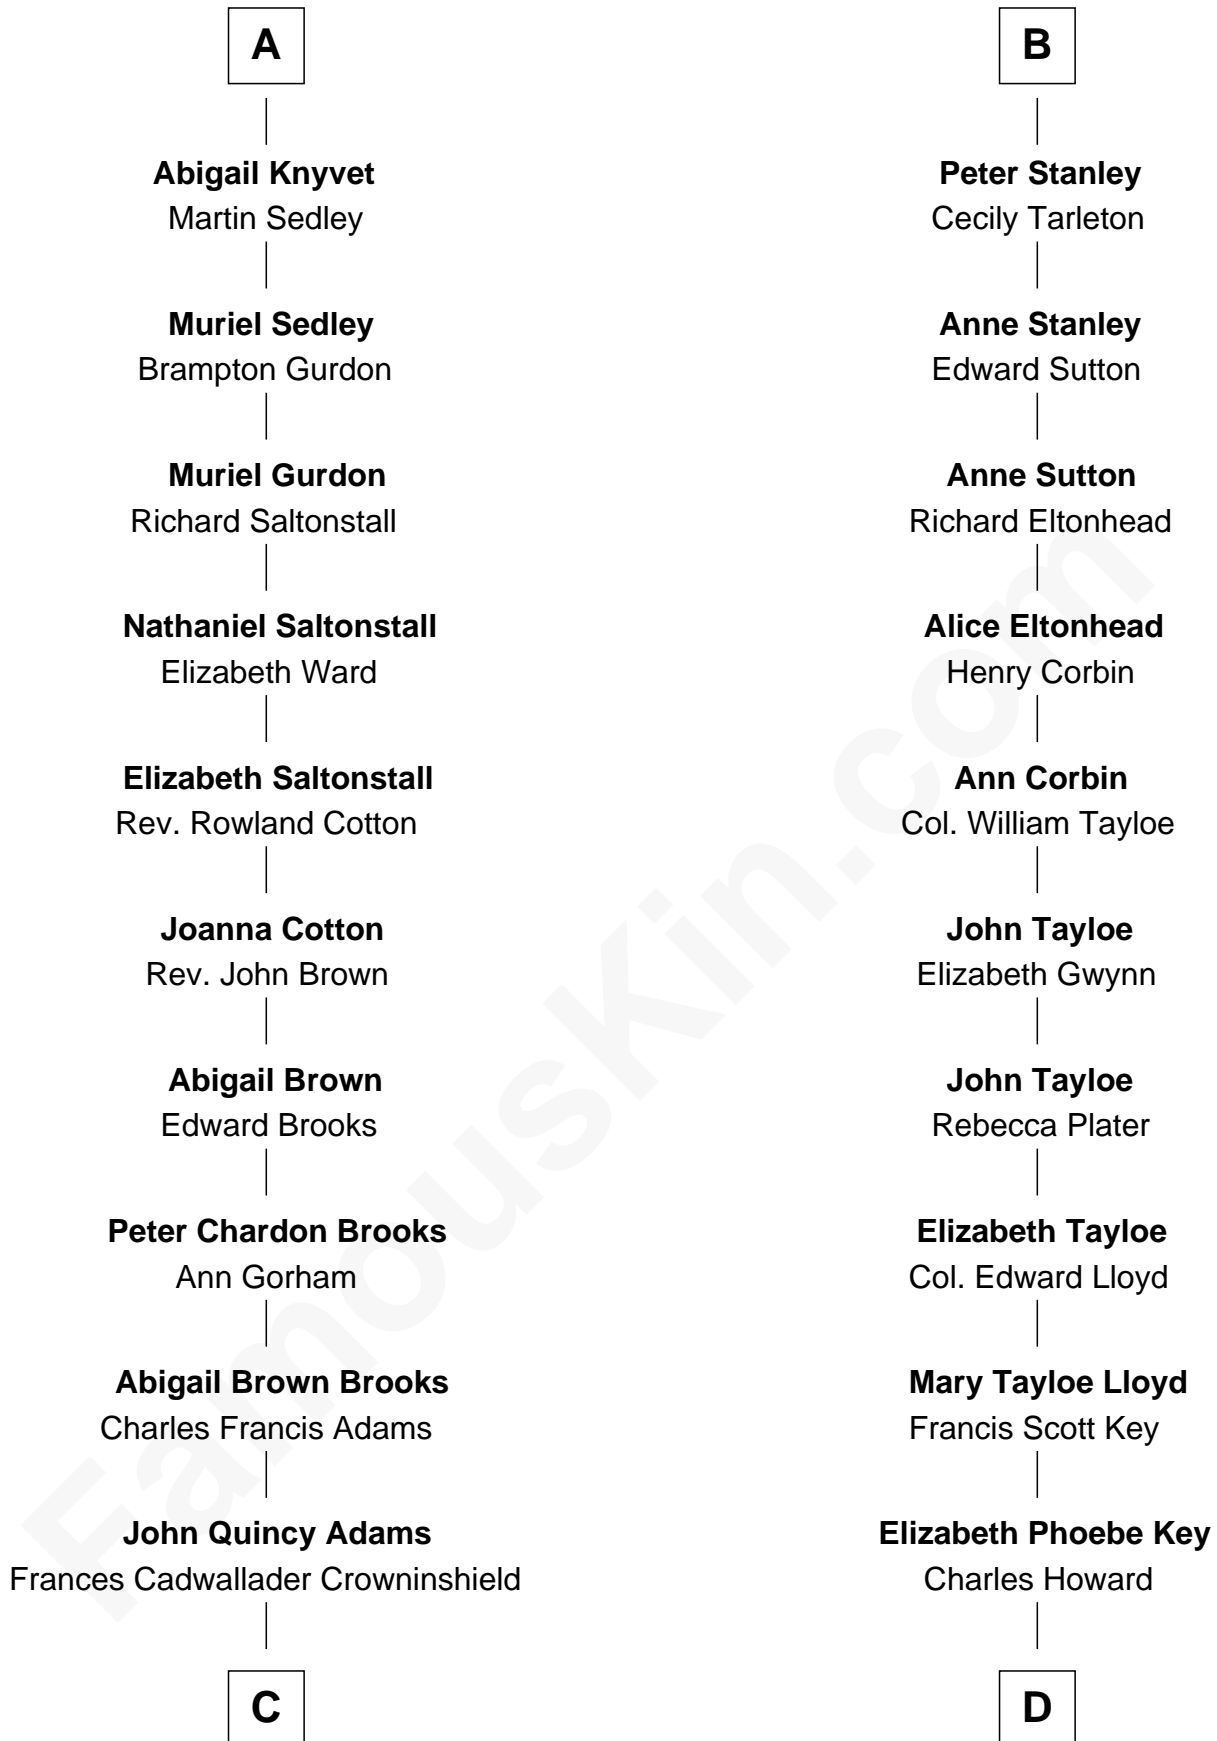 A
Abigail Knyvet
Martin Sedley
Muriel Sedley
Brampton Gurdon
Muriel Gurdon
Richard Saltonstall
Nathaniel Saltonstall
Elizabeth Ward
Elizabeth Saltonstall
Rev. Rowland Cotton
Joanna Cotton
Rev. John Brown
Abigail Brown
Edward Brooks
Peter Chardon Brooks
Ann Gorham
Abigail Brown Brooks
Charles Francis Adams
John Quincy Adams
Frances Cadwallader Crowninshield
C
B
Peter Stanley
Cecily Tarleton
Anne Stanley
Edward Sutton
Anne Sutton
Richard Eltonhead
Alice Eltonhead
Henry Corbin
Ann Corbin
Col. William Tayloe
John Tayloe
Elizabeth Gwynn
John Tayloe
Rebecca Plater
Elizabeth Tayloe
Col. Edward Lloyd
Mary Tayloe Lloyd
Francis Scott Key
Elizabeth Phoebe Key
Charles Howard
D
FamousKin.com